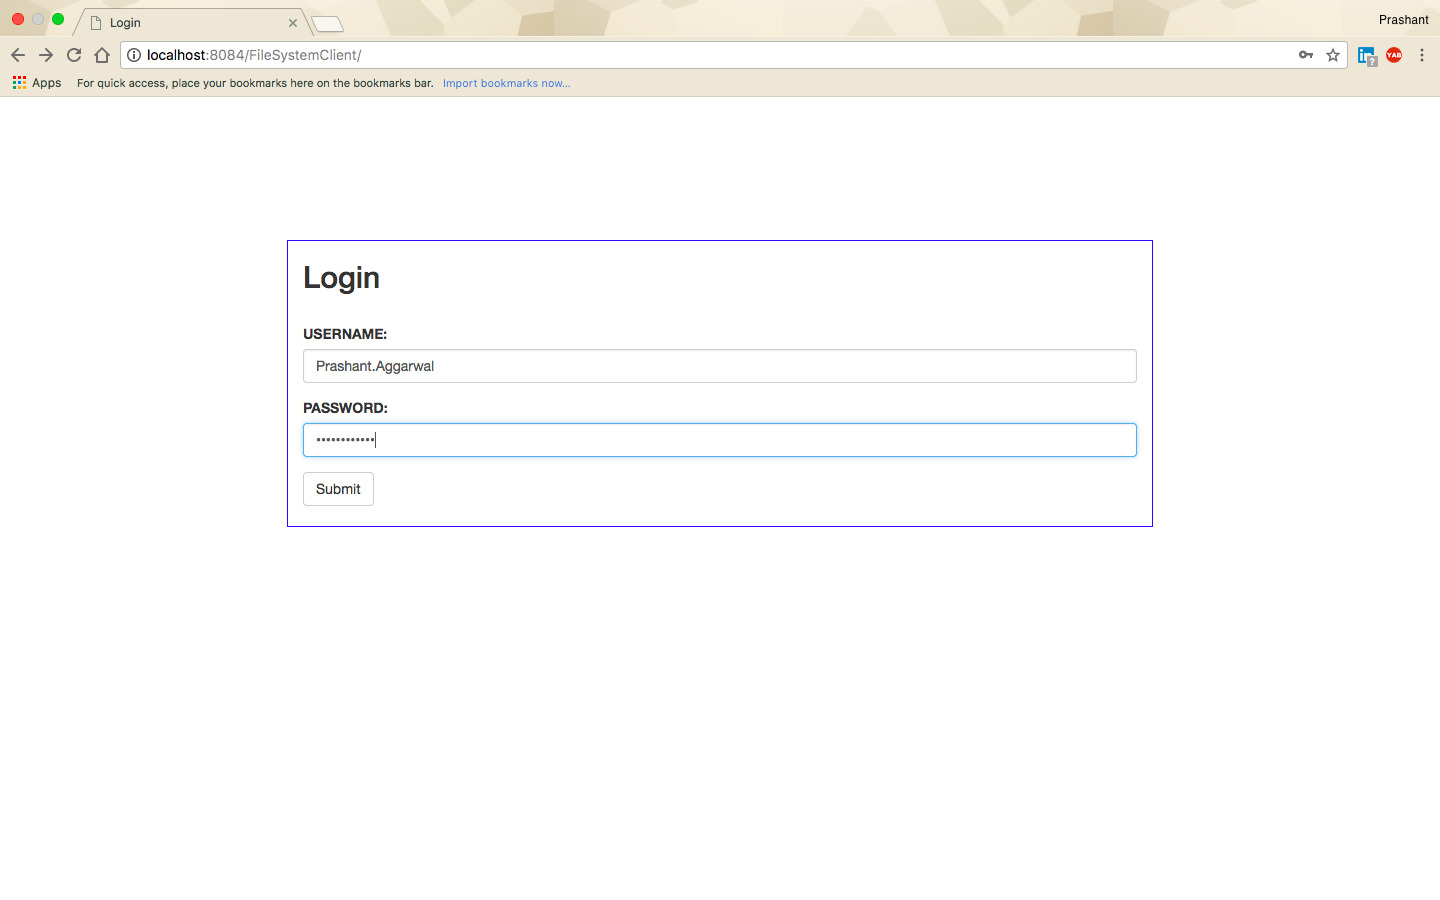 Login
Prashant
localhost:8084/FileSystemClient/
YAB
Apps For quick access, place your bookmarks here on the bookmarks bar. Import bookmarks now...
Login
USERNAME:
Prashant.Aggarwal
PASSWORD:
••••••••••••
Submit